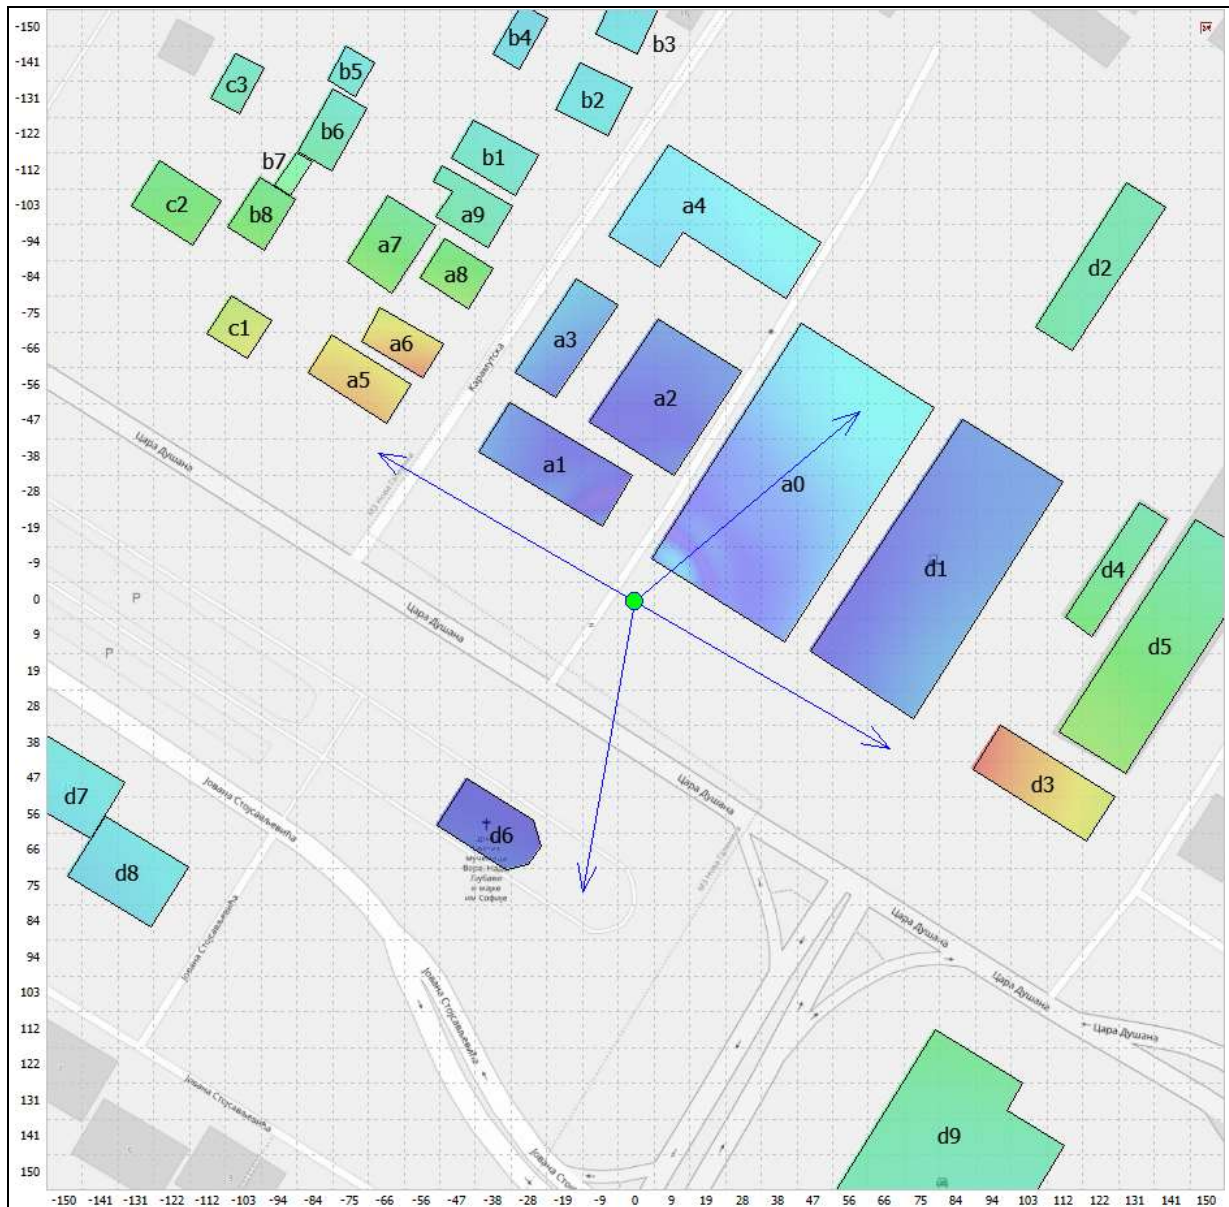 -150
-141
-131
-122
-112
-103
-94
-84
-75
-66
-56
-47
-38
-28
-19
-9
0
9
19
28
38
47
56
66
75
84
94
103
112
122
131
141
150
b4
b3
c3
b5
b2
b6
b7
b1
c2
b8
a9
a7
a4
a8
d2
c1
a6
a3
a5
Карамутска
a2
a1
Цара Душана
a0
d1
d4
P
Цара Душана
P
d5
d3
Цара Душана
d7
Јована Стојсављевића
d6
d8
им Софије
Цара Душана
Јована Стојсављевића
Цара Душана
Јована Стојсављевића
Цара Душана
Јована Стојсављевића
d9
-150 -141 -131 -122 -112 -103 -94 -84 -75 -66 -56 -47 -38 -28 -19 -9 0 9 19 28 38 47 56 66 75 84 94 103 112 122 131 141 150